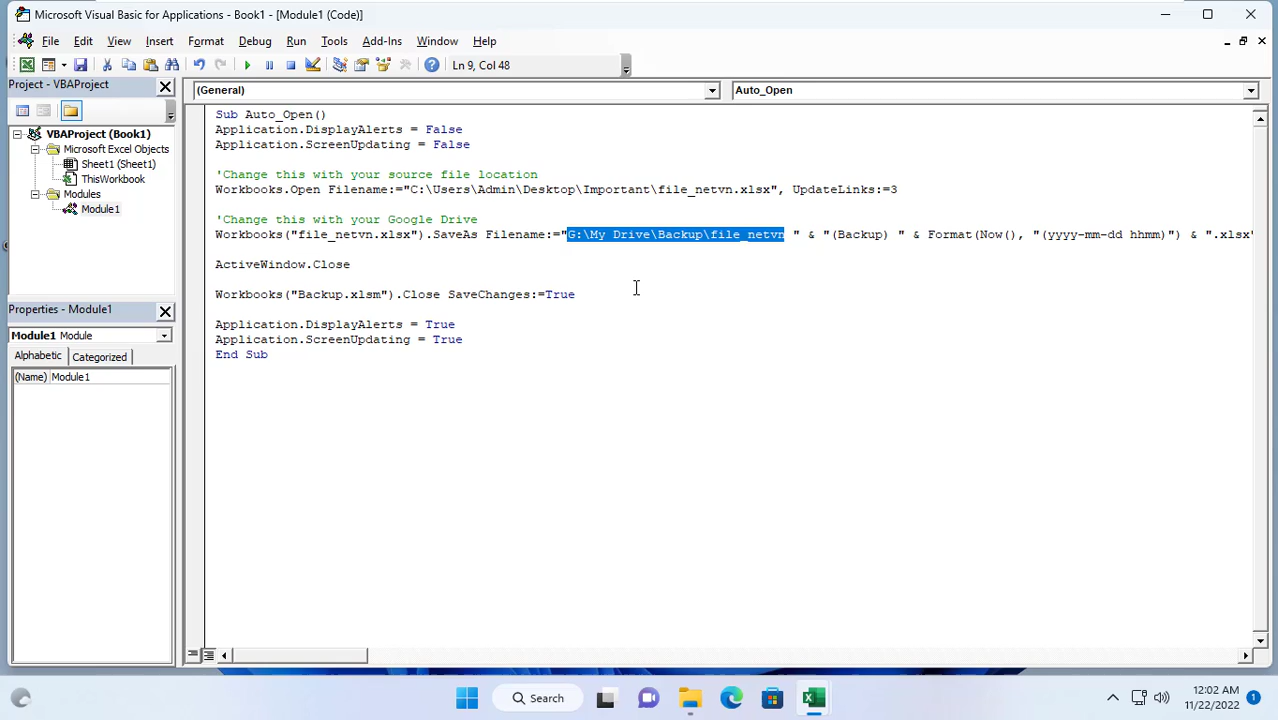 Microsoft Visual Basic for Applications - Book1 - [Module1 (Code)]
File Edit View Insert Format Debug Run Tools Add-Ins Window Help
Ln 9, Col 48
Project - VBAProject
(General)
Auto_Open
VBAProject (Book1)
Microsoft Excel Objects
Sheet1 (Sheet1)
ThisWorkbook
Modules
Module1
Properties - Module1
Module1 Module
Alphabetic Categorized
(Name) Module1
Sub Auto_Open()
Application.DisplayAlerts = False
Application.ScreenUpdating = False
'Change this with your source file location
Workbooks.Open Filename:="C:\Users\Admin\Desktop\Important\file_netvn.xlsx", UpdateLinks:=3
'Change this with your Google Drive
Workbooks("file_netvn.xlsx").SaveAs Filename:="G:\My Drive\Backup\file_netvn " & "(Backup) " & Format(Now(), "(yyyy-mm-dd hhmm)") & ".xlsx"
ActiveWindow.Close
Workbooks("Backup.xlsm").Close SaveChanges:=True
Application.DisplayAlerts = True
Application.ScreenUpdating = True
End Sub
Search
12:02 AM
11/22/2022
1